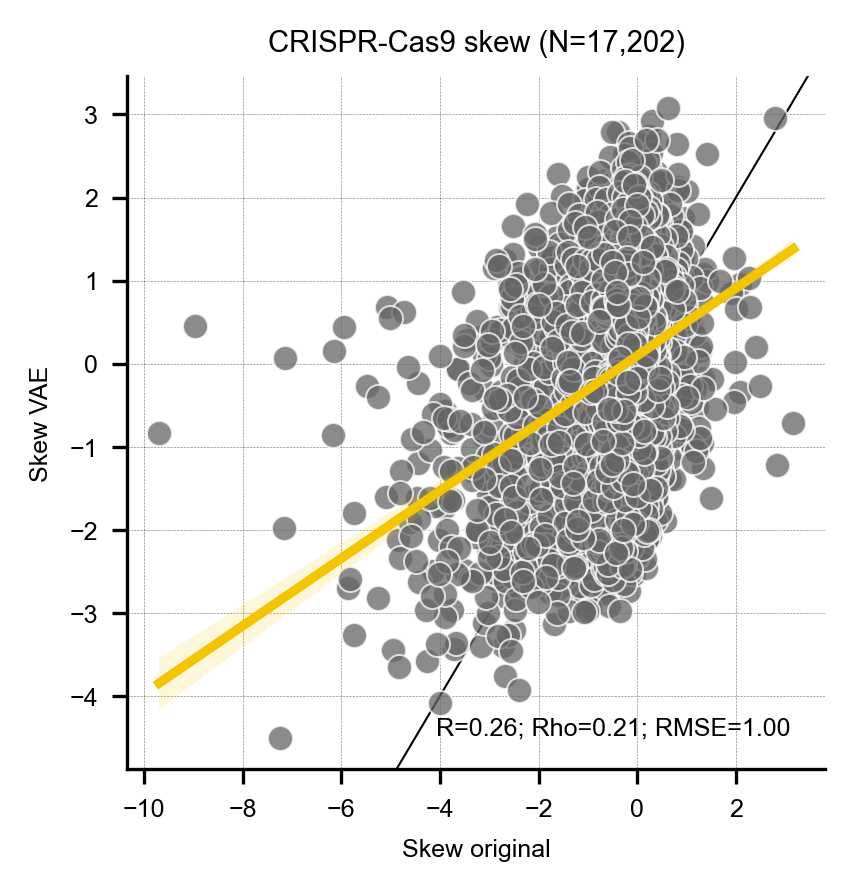 CRISPR-Cas9 skew (N=17,202)
3
2
1
0
−1
−2
−3
−4
Skew VAE
R=0.26; Rho=0.21; RMSE=1.00
−10 −8 −6 −4 −2 0 2
Skew original